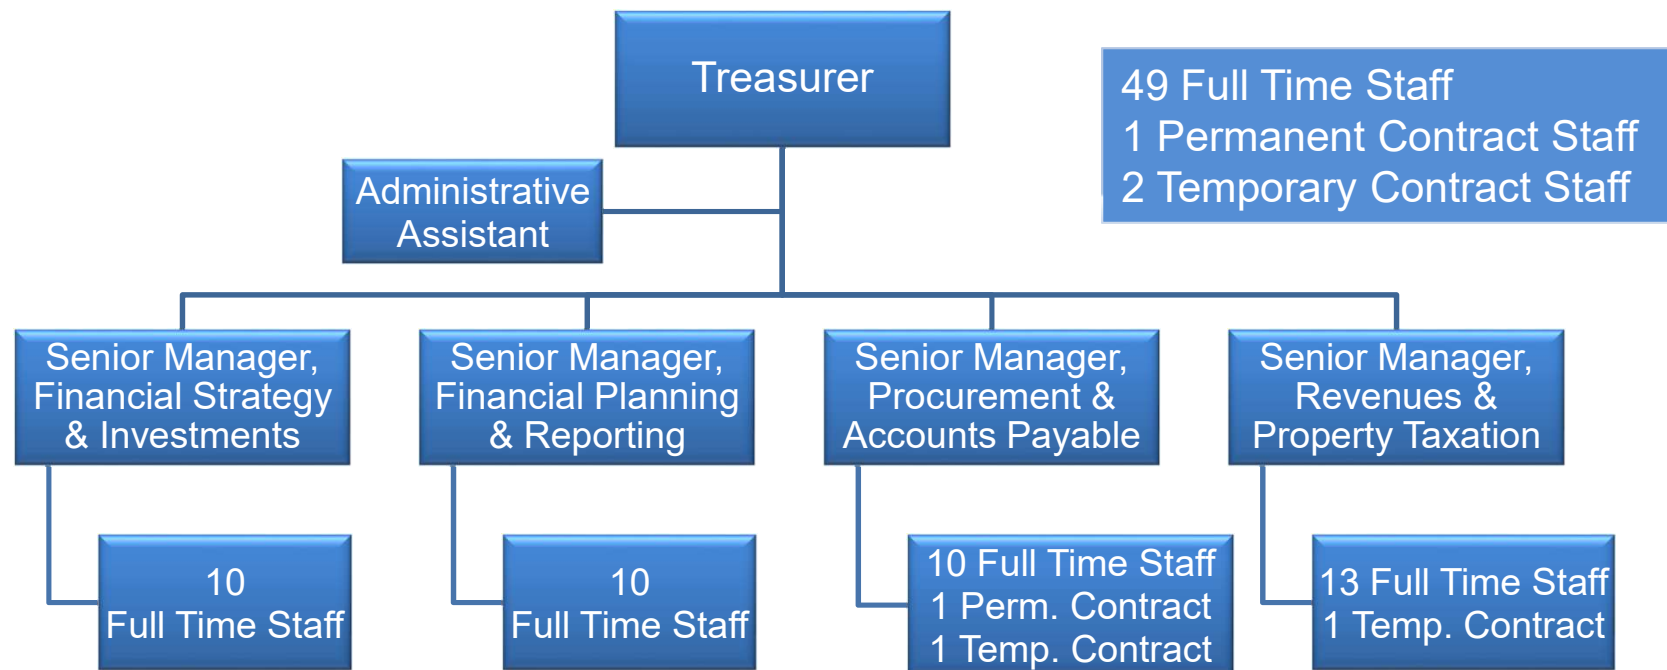 Treasurer
49 Full Time Staff
1 Permanent Contract Staff
2 Temporary Contract Staff
Administrative
Assistant
Senior Manager,
Financial Strategy
& Investments
Senior Manager,
Financial Planning
& Reporting
Senior Manager,
Procurement &
Accounts Payable
Senior Manager,
Revenues &
Property Taxation
10
Full Time Staff
10
Full Time Staff
10 Full Time Staff
1 Perm. Contract
1 Temp. Contract
13 Full Time Staff
1 Temp. Contract